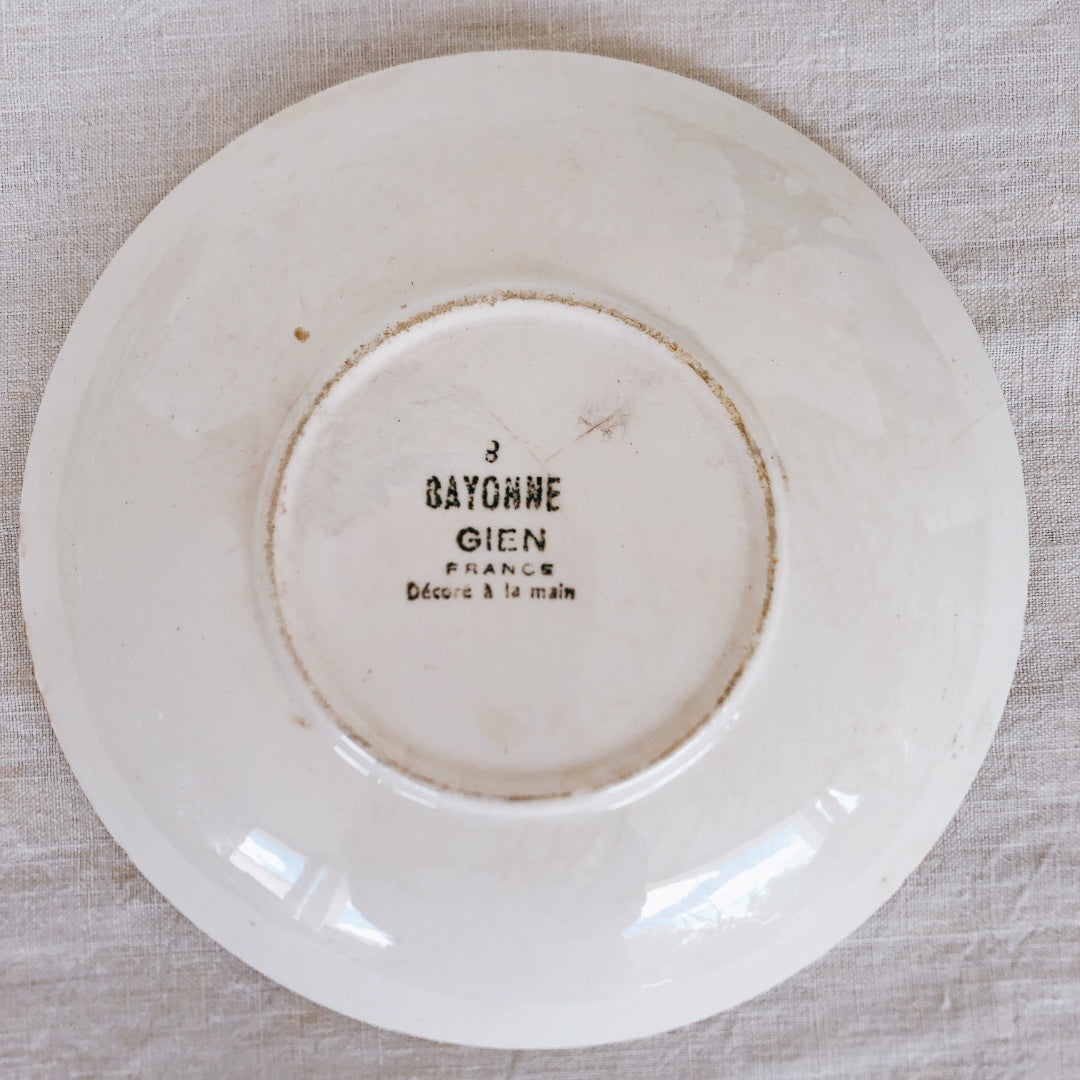 8
BAYONNE
GIEN
FRANCE
Décoré à la main